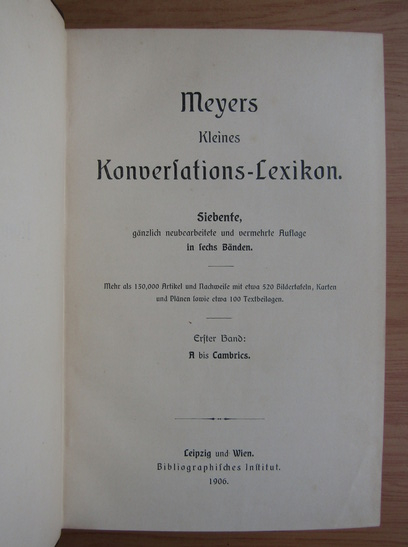 Meyers
Kleines
Konverſations-Lexikon.
Siebente,
gänzlich neubearbeitete und vermehrte Auflage
in ſechs Bänden.
Mehr als 150,000 Artikel und Nachweiſe mit etwa 520 Bildertafeln, Karten
und Plänen ſowie etwa 100 Textbeilagen.
Erſter Band:
A bis Cambrics.
Leipzig und Wien.
Bibliographiſches Inſtitut.
1906.